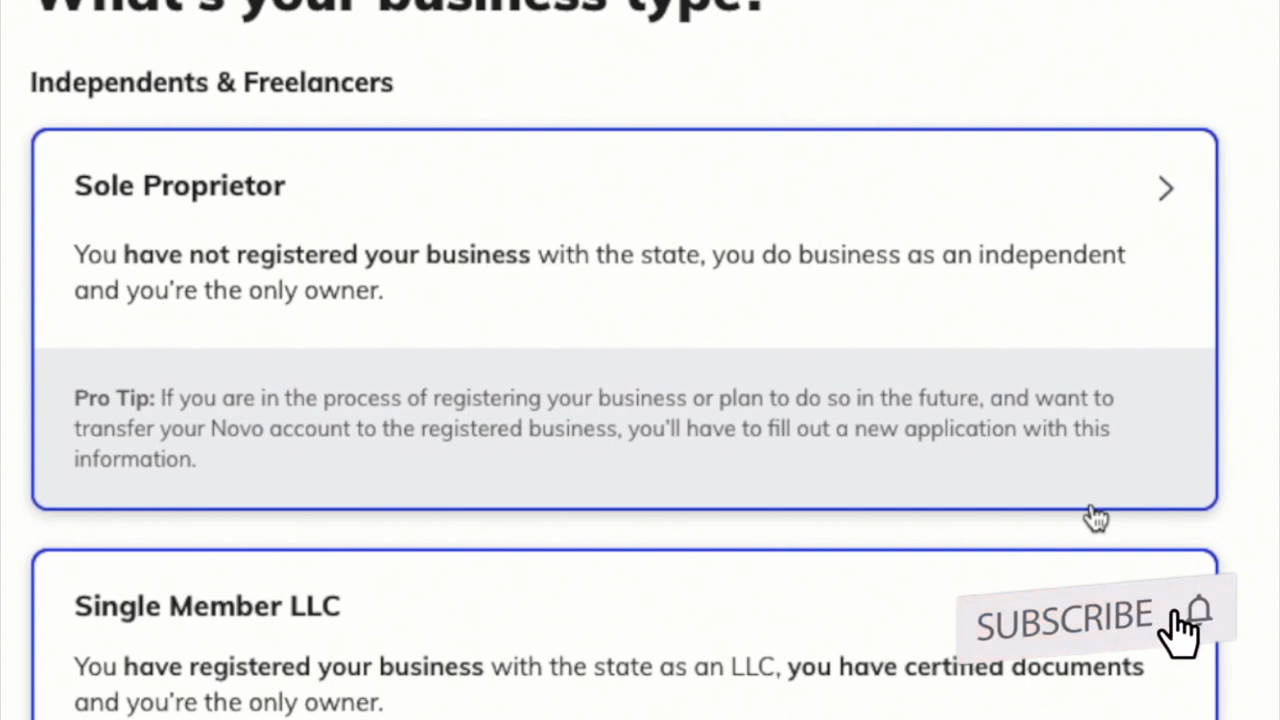 What's your business type?
Independents & Freelancers
Sole Proprietor
You have not registered your business with the state, you do business as an independent
and you're the only owner.
Pro Tip: If you are in the process of registering your business or plan to do so in the future, and want to
transfer your Novo account to the registered business, you'll have to fill out a new application with this
information.
Single Member LLC
SUBSCRIBE
You have registered your business with the state as an LLC, you have certified documents
and you're the only owner.